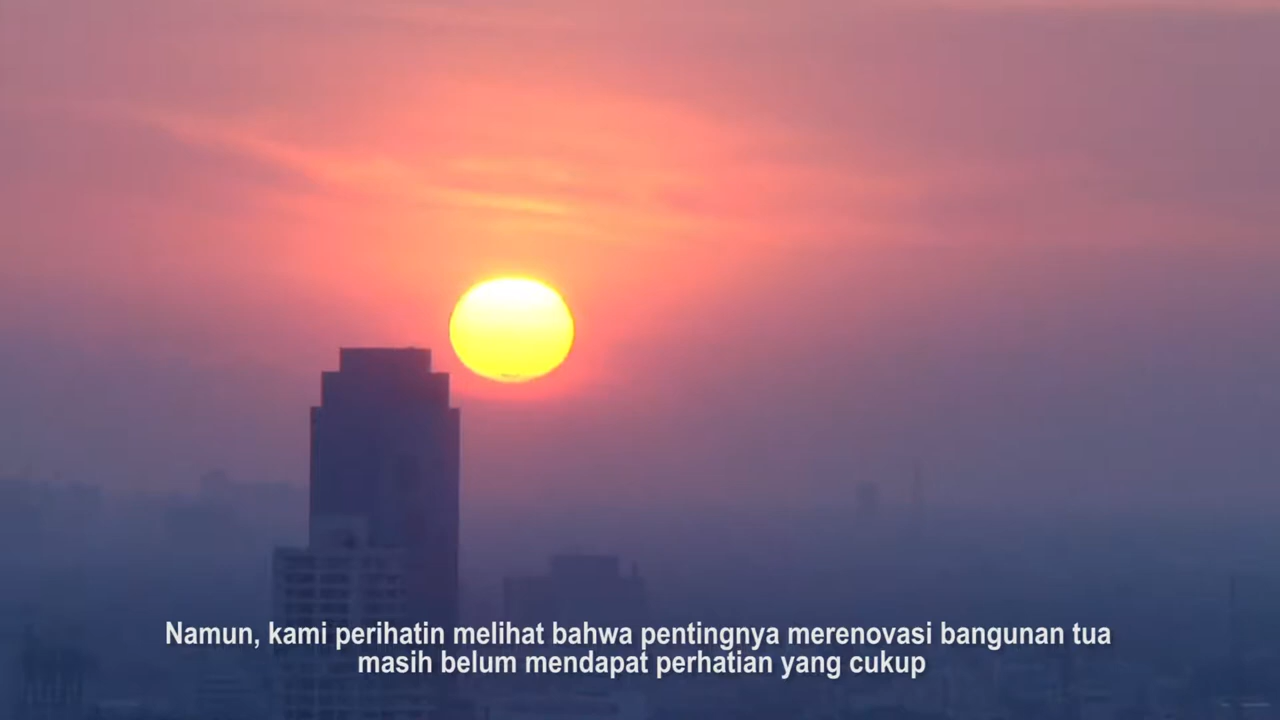 Namun, kami perihatin melihat bahwa pentingnya merenovasi bangunan tua
masih belum mendapat perhatian yang cukup